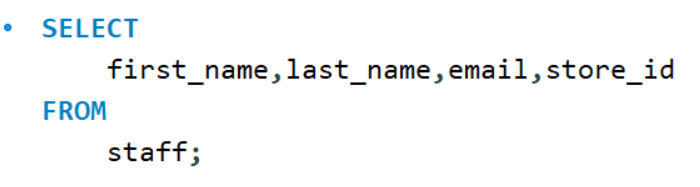 SELECT
first_name,last_name,email,store_id
FROM
staff;